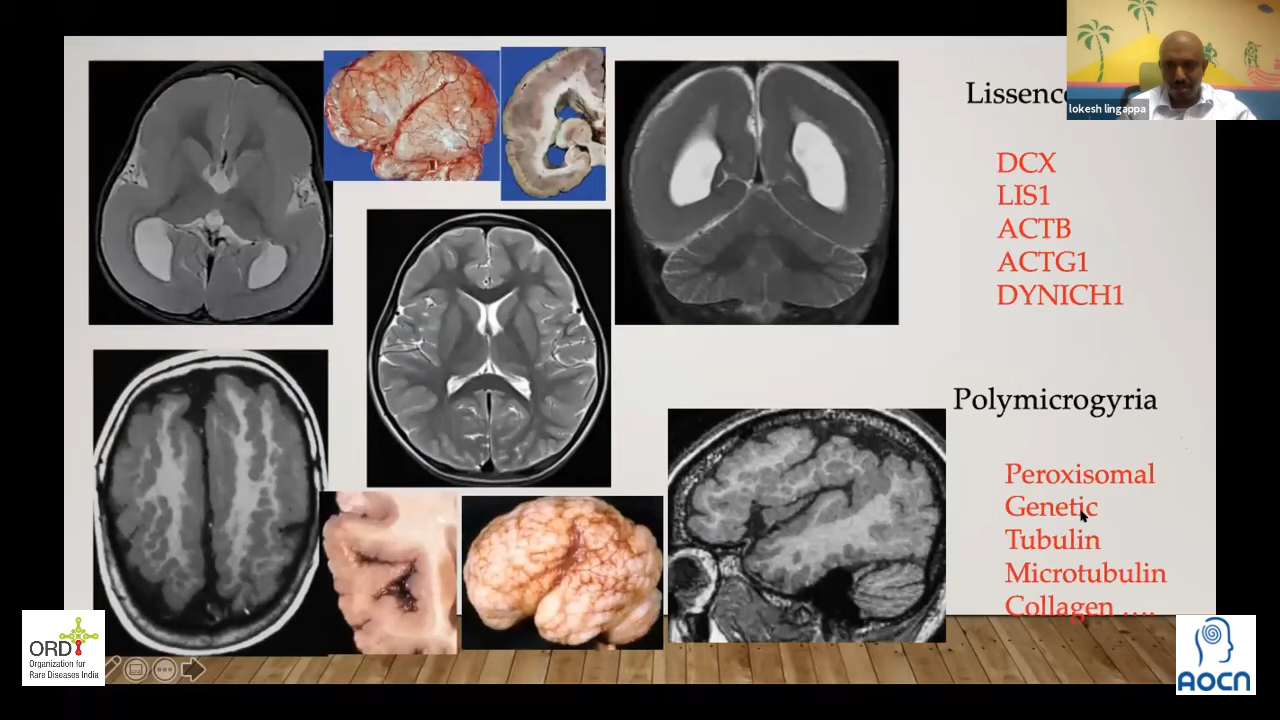 lokesh lingappa
DCX
LIS1
ACTB
ACTG1
DYNICH1
Polymicrogyria
Peroxisomal
Genetic
Tubulin
Microtubulin
Collagen ....
ORDI
Organization for
Rare Diseases India
AOCN